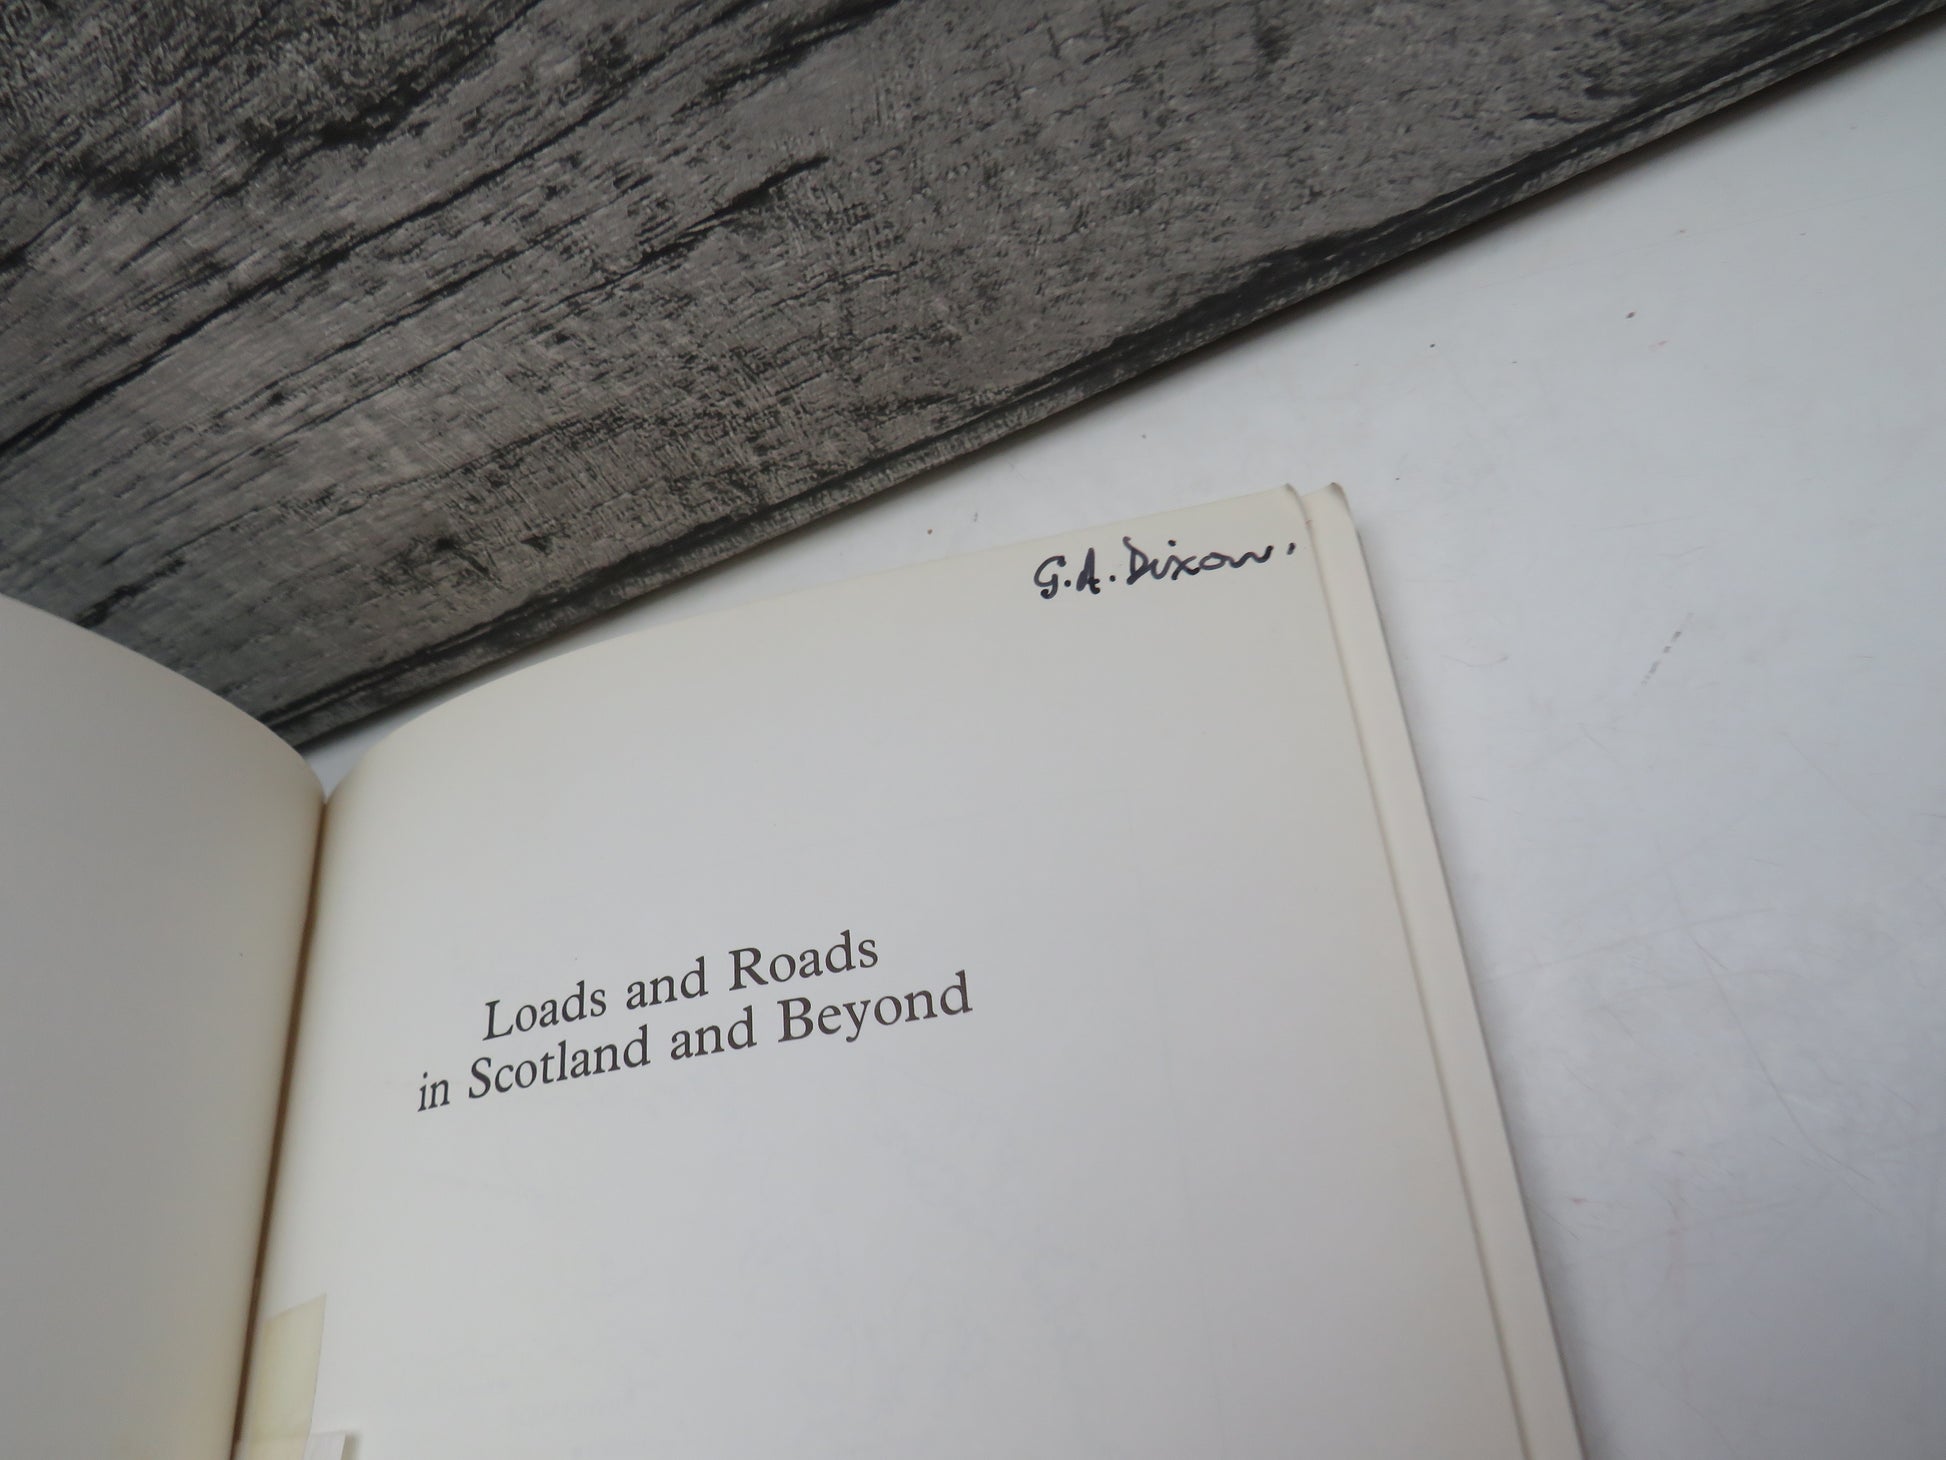 G.A. Dixon.
Loads and Roads
in Scotland and Beyond